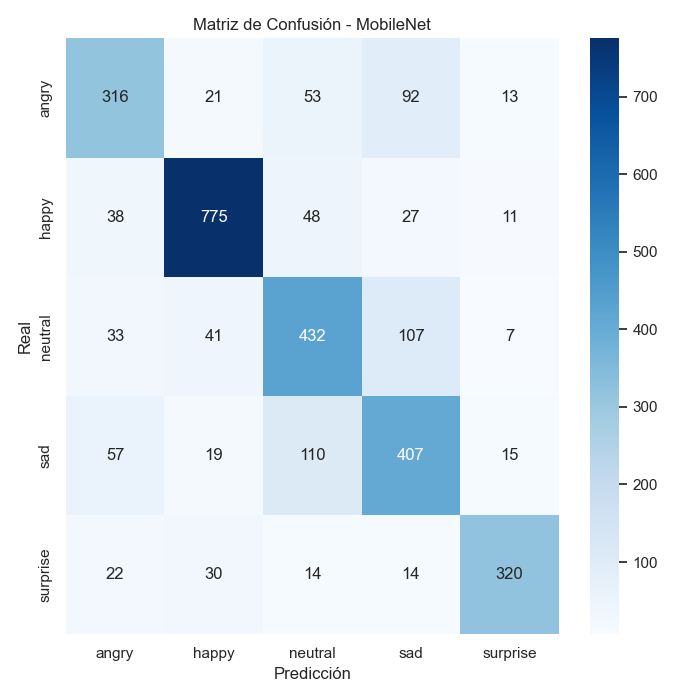 Matriz de Confusión - MobileNet
angry 316 21 53 92 13
happy 38 775 48 27 11
neutral 33 41 432 107 7
sad 57 19 110 407 15
surprise 22 30 14 14 320
Real
angry happy neutral sad surprise
Predicción
700
600
500
400
300
200
100